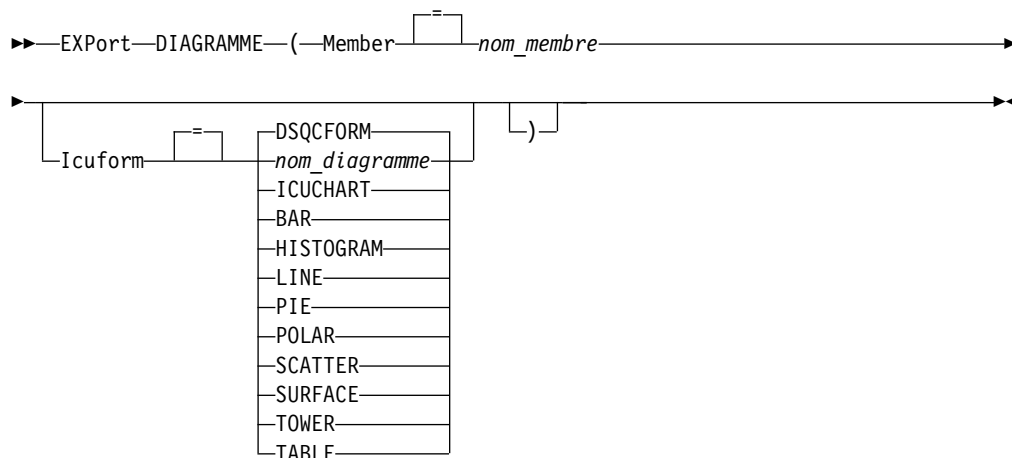 EXPort DIAGRAMME ( Member = nom_membre
Icuform = DSQCFORM )
nom_diagramme
ICUCHART
BAR
HISTOGRAM
LINE
PIE
POLAR
SCATTER
SURFACE
TOWER
TABLE